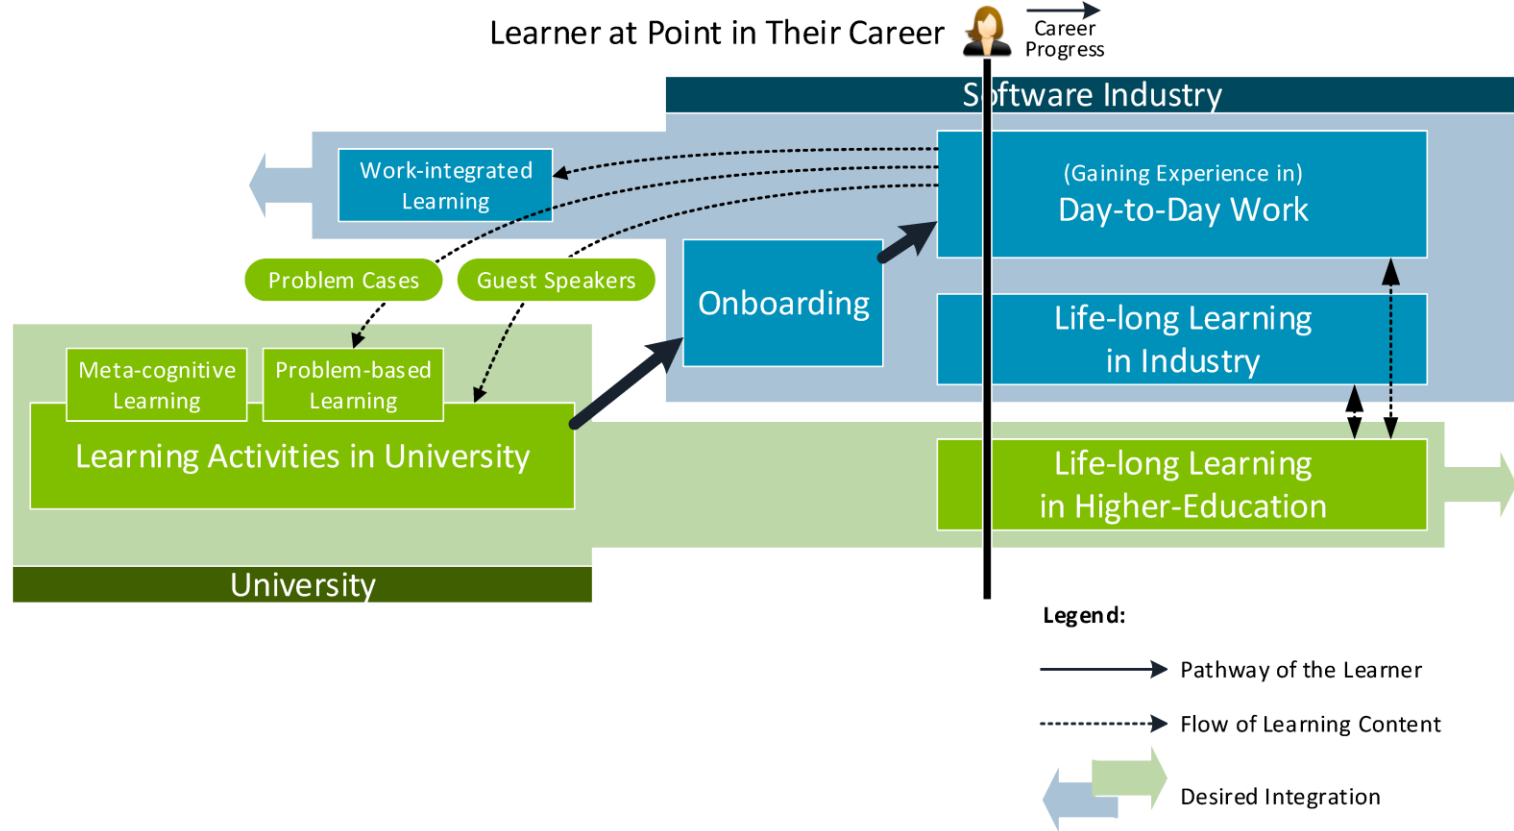 Learner at Point in Their Career
Career
Progress
Software Industry
Work-integrated
Learning
(Gaining Experience in)
Day-to-Day Work
Problem Cases
Guest Speakers
Onboarding
Life-long Learning
in Industry
Meta-cognitive
Learning
Problem-based
Learning
Learning Activities in University
Life-long Learning
in Higher-Education
University
Legend:
Pathway of the Learner
Flow of Learning Content
Desired Integration